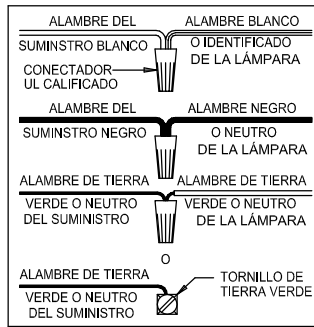 ALAMBRE DEL ALAMBRE BLANCO
SUMINSTRO BLANCO O IDENTIFICADO
DE LA LÁMPARA
CONECTADOR
UL CALIFICADO
ALAMBRE DEL ALAMBRE NEGRO
SUMINSTRO NEGRO O NEUTRO
DE LA LÁMPARA
ALAMBRE DE TIERRA ALAMBRE DE TIERRA
VERDE O NEUTRO VERDE O NEUTRO
DEL SUMINISTRO DE LA LÁMPARA
O
ALAMBRE DE TIERRA TORNILLO DE
TIERRA VERDE
VERDE O NEUTRO
DEL SUMINISTRO